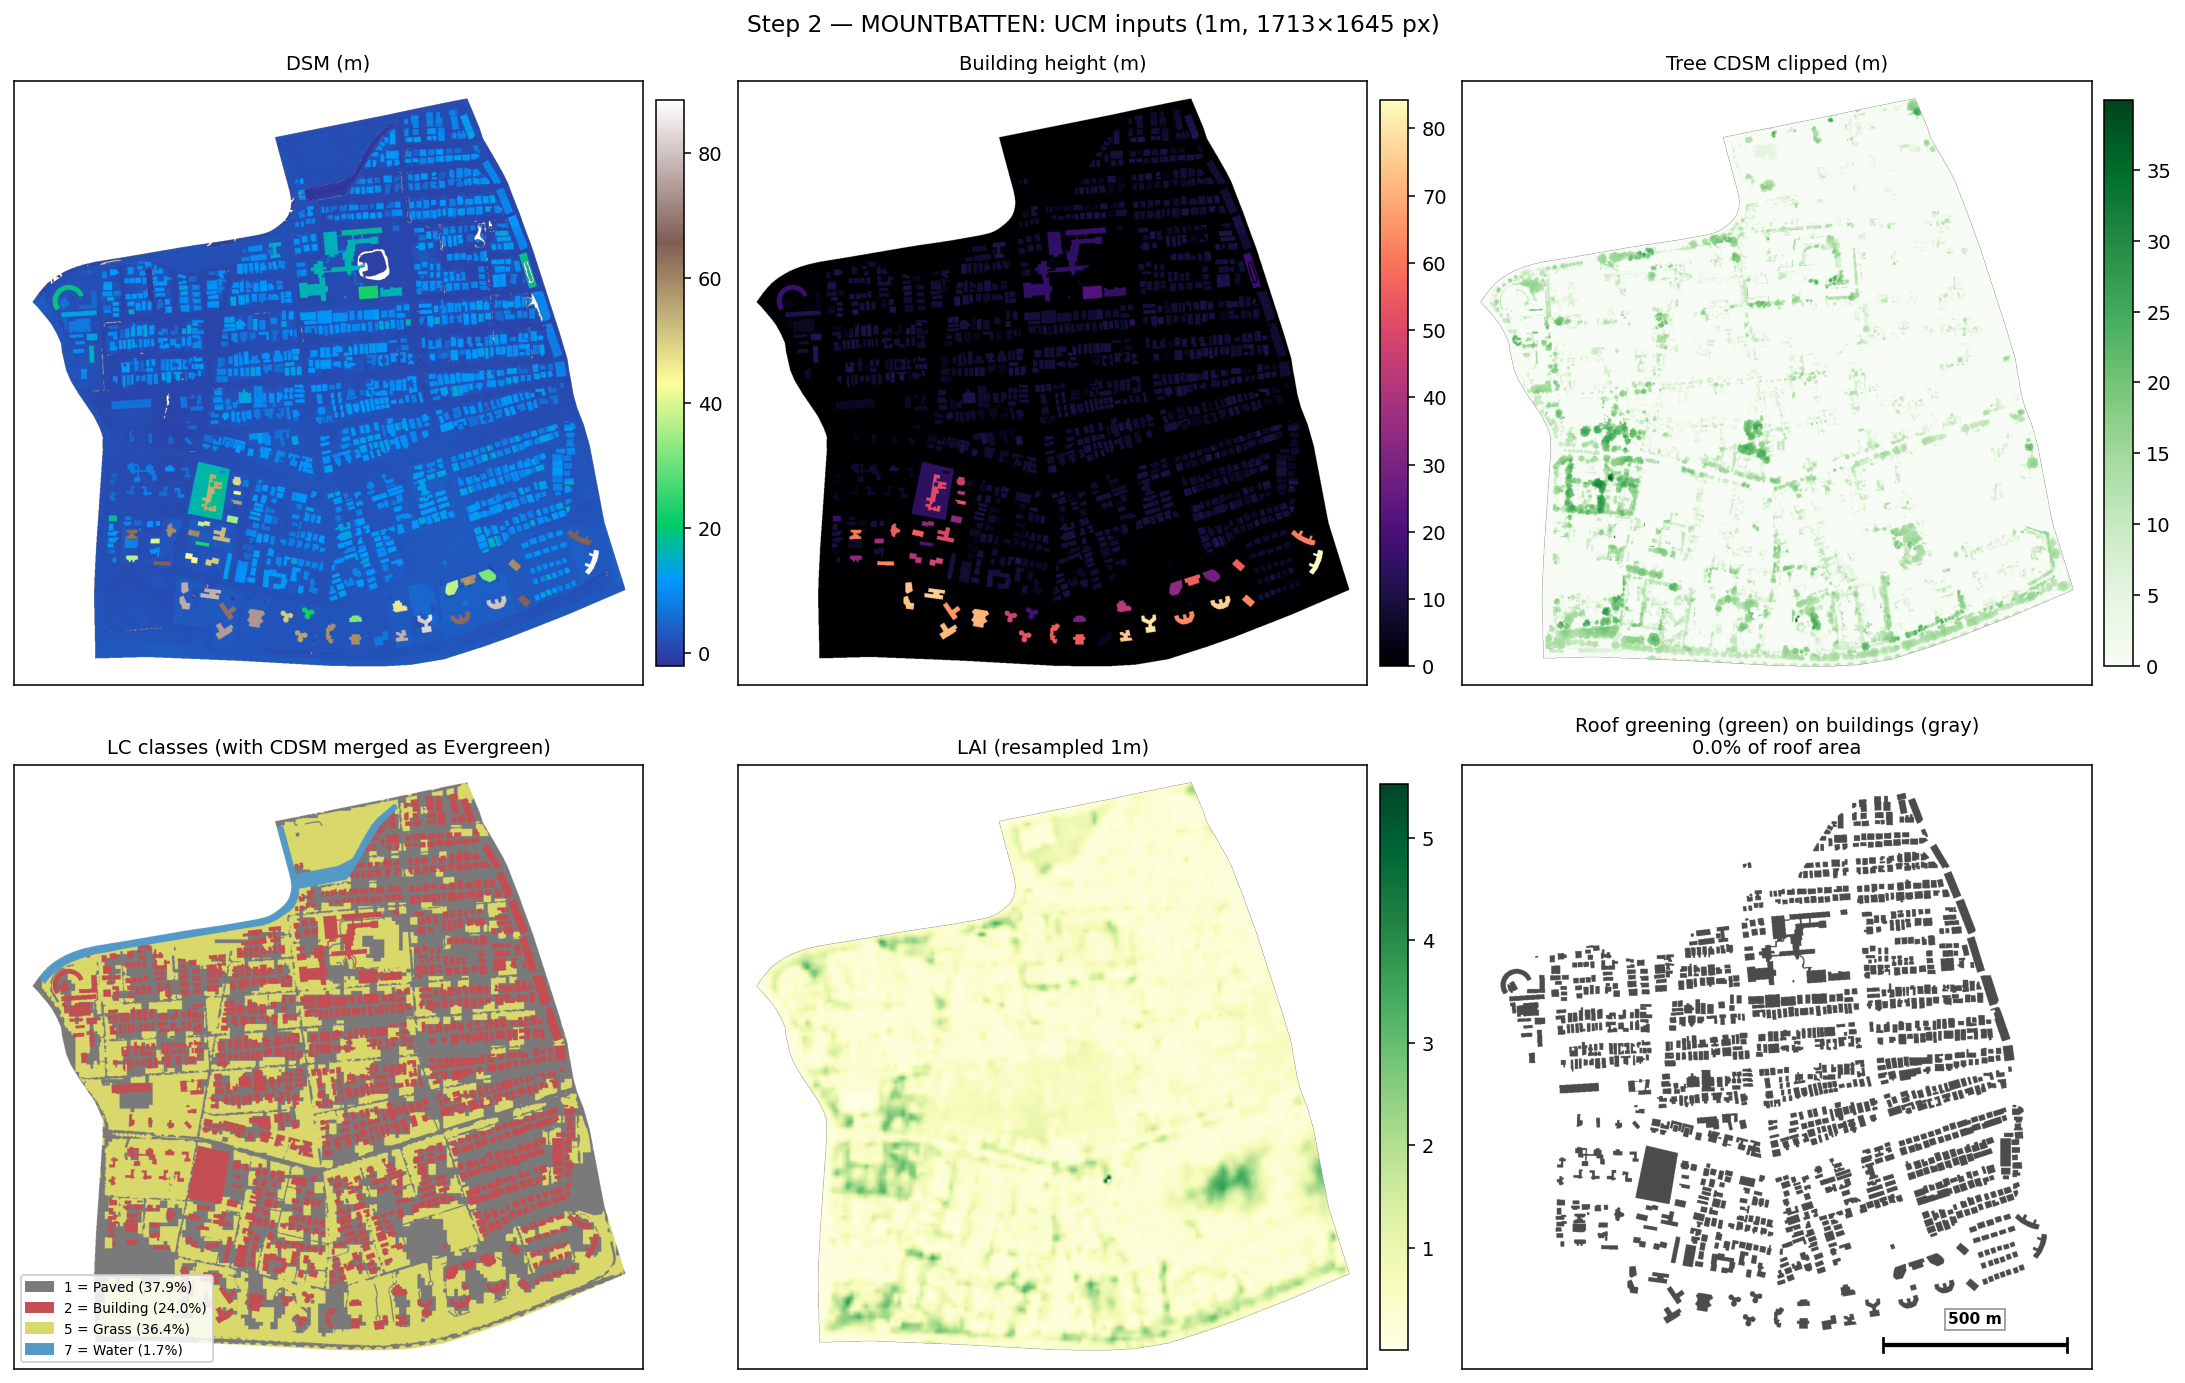 Step 2 — MOUNTBATTEN: UCM inputs (1m, 1713×1645 px)
DSM (m)
80
60
40
20
0
Building height (m)
80
70
60
50
40
30
20
10
0
Tree CDSM clipped (m)
35
30
25
20
15
10
5
0
LC classes (with CDSM merged as Evergreen)
1 = Paved (37.9%)
2 = Building (24.0%)
5 = Grass (36.4%)
7 = Water (1.7%)
LAI (resampled 1m)
5
4
3
2
1
Roof greening (green) on buildings (gray)
0.0% of roof area
500 m